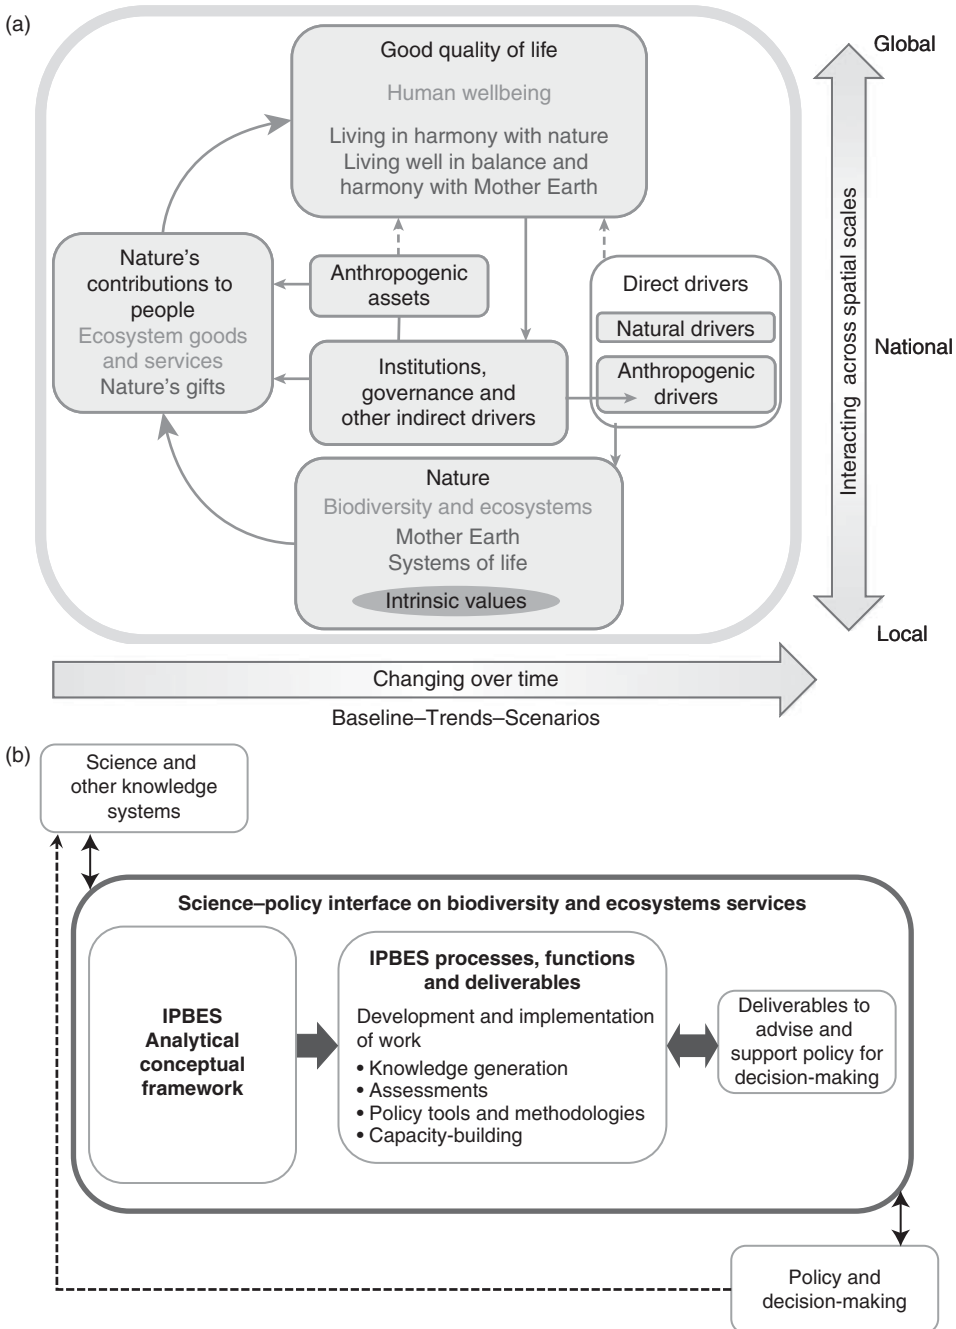 (a)
Good quality of life
Human wellbeing
Living in harmony with nature
Living well in balance and
harmony with Mother Earth
Global
Nature’s
contributions to
people
Ecosystem goods
and services
Nature’s gifts
Anthropogenic
assets
Direct drivers
Natural drivers
Anthropogenic
drivers
Institutions,
governance and
other indirect drivers
Interacting across spatial scales
National
Nature
Biodiversity and ecosystems
Mother Earth
Systems of life
Intrinsic values
Local
Changing over time
Baseline–Trends–Scenarios
(b)
Science and
other knowledge
systems
Science–policy interface on biodiversity and ecosystems services
IPBES
Analytical
conceptual
framework
IPBES processes, functions
and deliverables
Development and implementation
of work
• Knowledge generation
• Assessments
• Policy tools and methodologies
• Capacity-building
Deliverables to
advise and
support policy for
decision-making
Policy and
decision-making